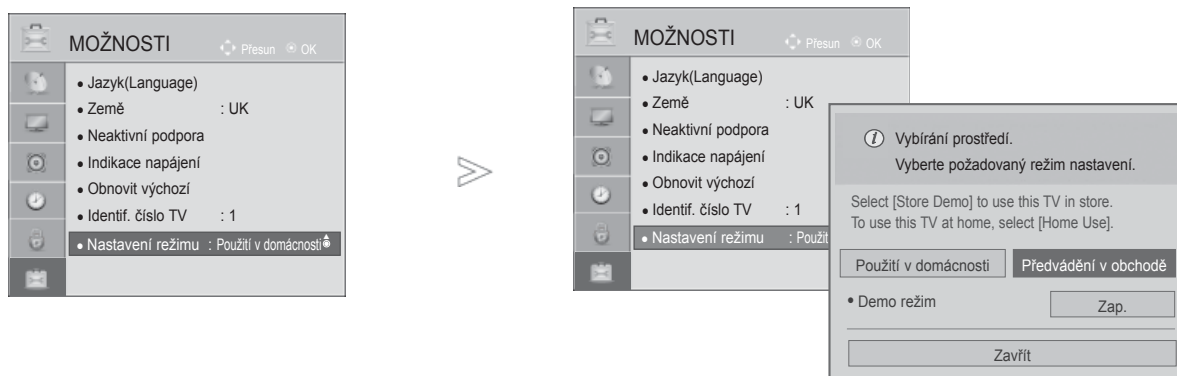 MOŽNOSTI
Přesun OK
• Jazyk(Language)
• Země : UK
• Neaktivní podpora
• Indikace napájení
• Obnovit výchozí
• Identif. číslo TV : 1
• Nastavení režimu : Použití v domácnosti
MOŽNOSTI
Přesun OK
• Jazyk(Language)
• Země : UK
• Neaktivní podpora
• Indikace napájení
• Obnovit výchozí
• Identif. číslo TV : 1
• Nastavení režimu : Použit
Vybírání prostředí.
Vyberte požadovaný režim nastavení.
Select [Store Demo] to use this TV in store.
To use this TV at home, select [Home Use].
Použití v domácnosti Předvádění v obchodě
• Demo režim Zap.
Zavřít